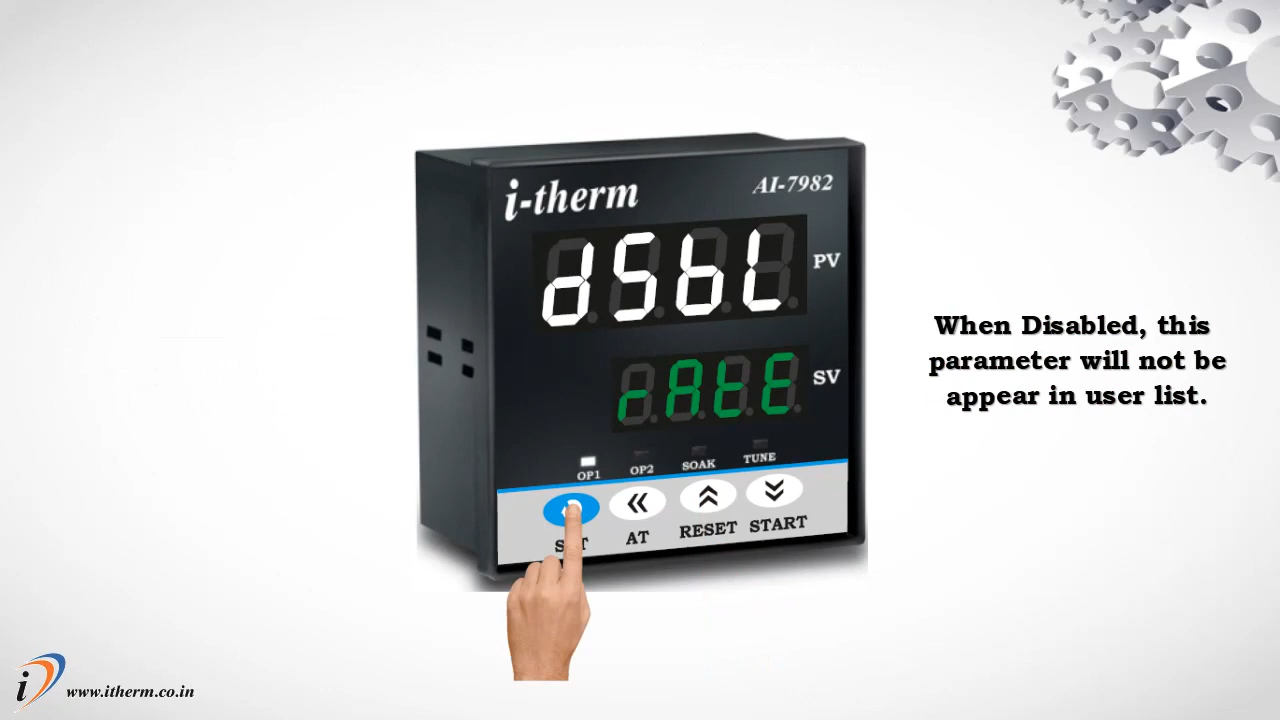 i-therm
AI-7982
dSbL
PV
rAtE
SV
OP1
OP2
SOAK
TUNE
AT
RESET
START
When Disabled, this
parameter will not be
appear in user list.
i
www.itherm.co.in